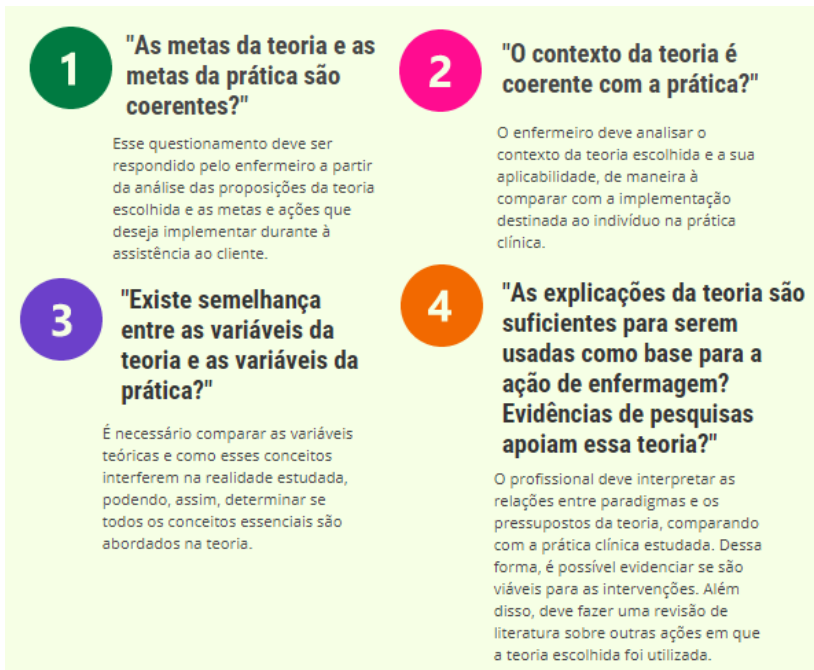 1
"As metas da teoria e as
metas da prática são
coerentes?"
Esse questionamento deve ser
respondido pelo enfermeiro a partir
da análise das proposições da teoria
escolhida e as metas e ações que
deseja implementar durante à
assistência ao cliente.
2
"O contexto da teoria é
coerente com a prática?"
O enfermeiro deve analisar o
contexto da teoria escolhida e a sua
aplicabilidade, de maneira à
comparar com a implementação
destinada ao indivíduo na prática
clínica.
3
"Existe semelhança
entre as variáveis da
teoria e as variáveis da
prática?"
É necessário comparar as variáveis
teóricas e como esses conceitos
interferem na realidade estudada,
podendo, assim, determinar se
todos os conceitos essenciais são
abordados na teoria.
4
"As explicações da teoria são
suficientes para serem
usadas como base para a
ação de enfermagem?
Evidências de pesquisas
apoiam essa teoria?"
O profissional deve interpretar as
relações entre paradigmas e os
pressupostos da teoria, comparando
com a prática clínica estudada. Dessa
forma, é possível evidenciar se são
viáveis para as intervenções. Além
disso, deve fazer uma revisão de
literatura sobre outras ações em que
a teoria escolhida foi utilizada.